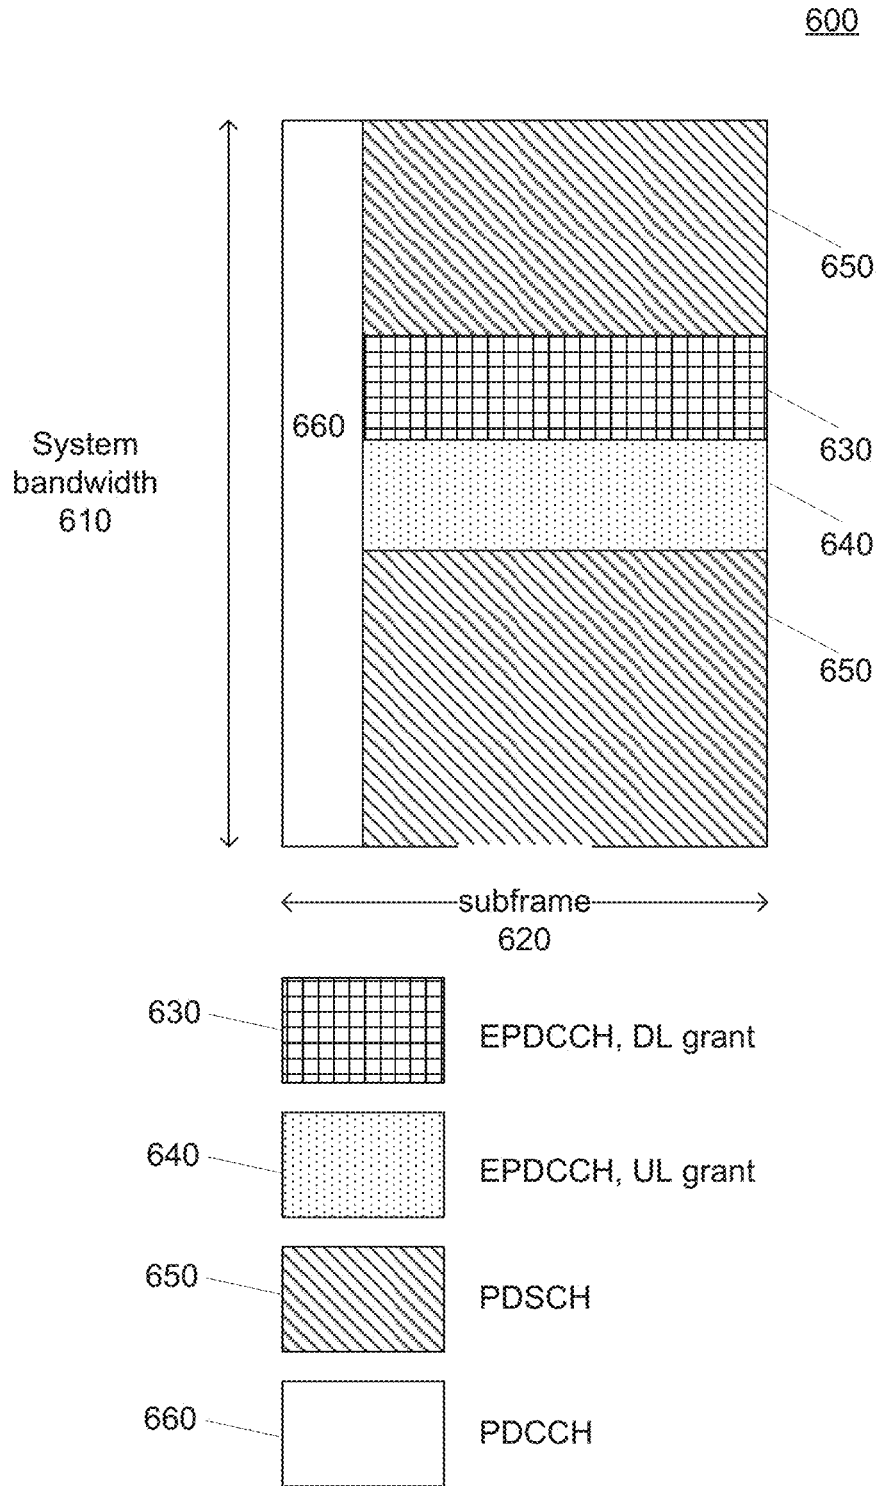 600
650
660
630
System
bandwidth
610
640
650
subframe
620
630
EPDCCH, DL grant
640
EPDCCH, UL grant
650
PDSCH
660
PDCCH